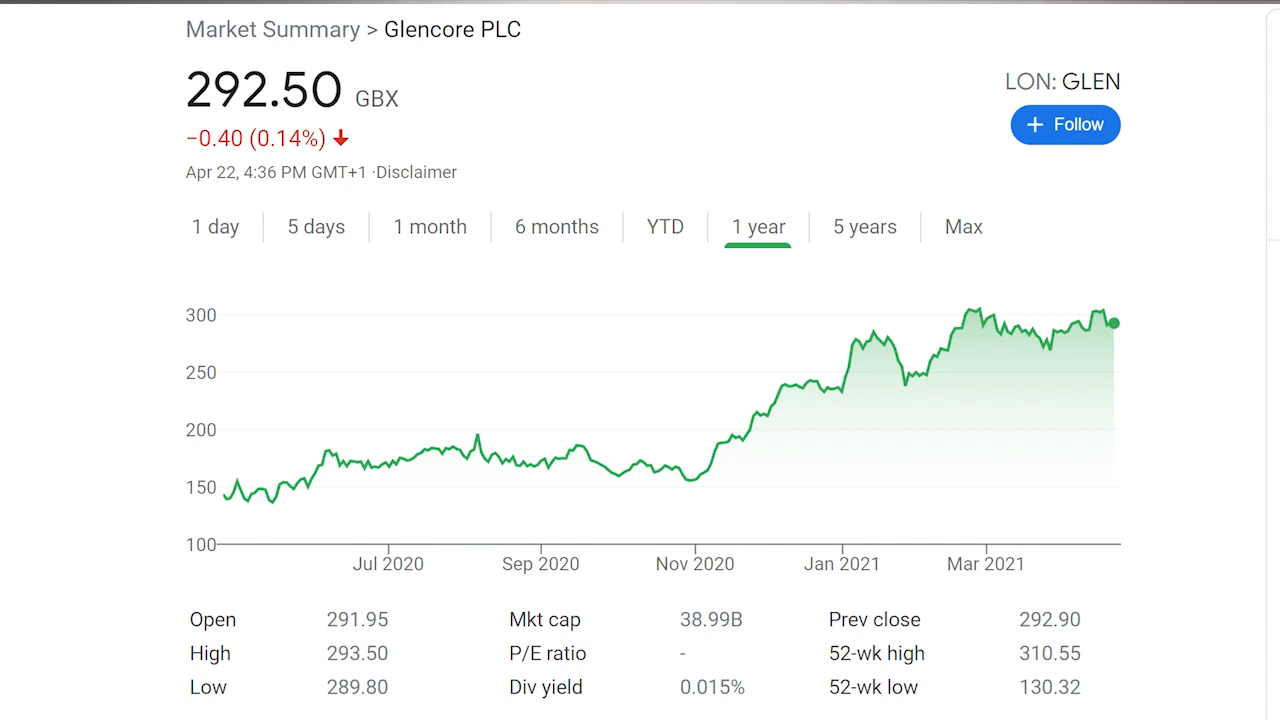 Market Summary > Glencore PLC
292.50 GBX
LON: GLEN
−0.40 (0.14%)
+ Follow
Apr 22, 4:36 PM GMT+1 ·Disclaimer
1 day 5 days 1 month 6 months YTD 1 year 5 years Max
300
250
200
150
100
Jul 2020 Sep 2020 Nov 2020 Jan 2021 Mar 2021
Open 291.95 Mkt cap 38.99B Prev close 292.90
High 293.50 P/E ratio - 52-wk high 310.55
Low 289.80 Div yield 0.015% 52-wk low 130.32